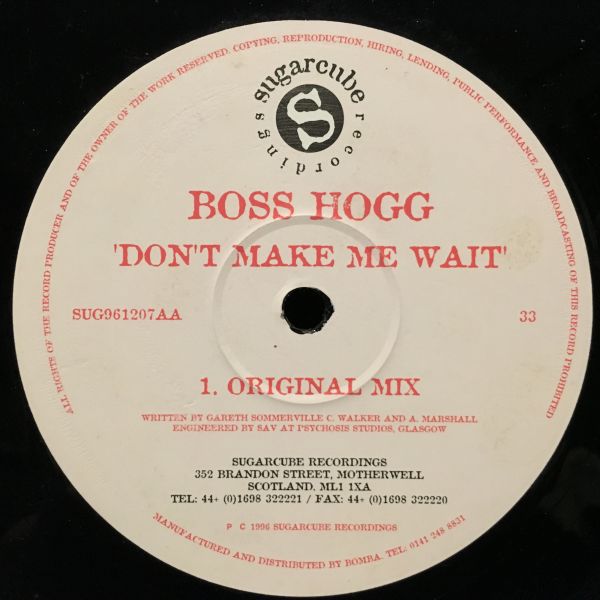 ALL RIGHTS OF THE RECORD PRODUCER AND OF THE OWNER OF THE WORK RESERVED. COPYING, REPRODUCTION, HIRING, LENDING, PUBLIC PERFORMANCE AND BROADCASTING OF THIS RECORD PROHIBITED
sugarcube
recordings
S
BOSS HOGG
'DON'T MAKE ME WAIT'
SUG961207AA
33
1. ORIGINAL MIX
WRITTEN BY GARETH SOMMERVILLE C. WALKER AND A. MARSHALL
ENGINEERED BY SAV AT PSYCHOSIS STUDIOS, GLASGOW
SUGARCUBE RECORDINGS
352 BRANDON STREET, MOTHERWELL
SCOTLAND, ML1 1XA
TEL: 44+ (0)1698 322221 / FAX: 44+ (0)1698 322220
P C 1996 SUGARCUBE RECORDINGS
MANUFACTURED AND DISTRIBUTED BY BOMBA. TEL: 0141 248 8831